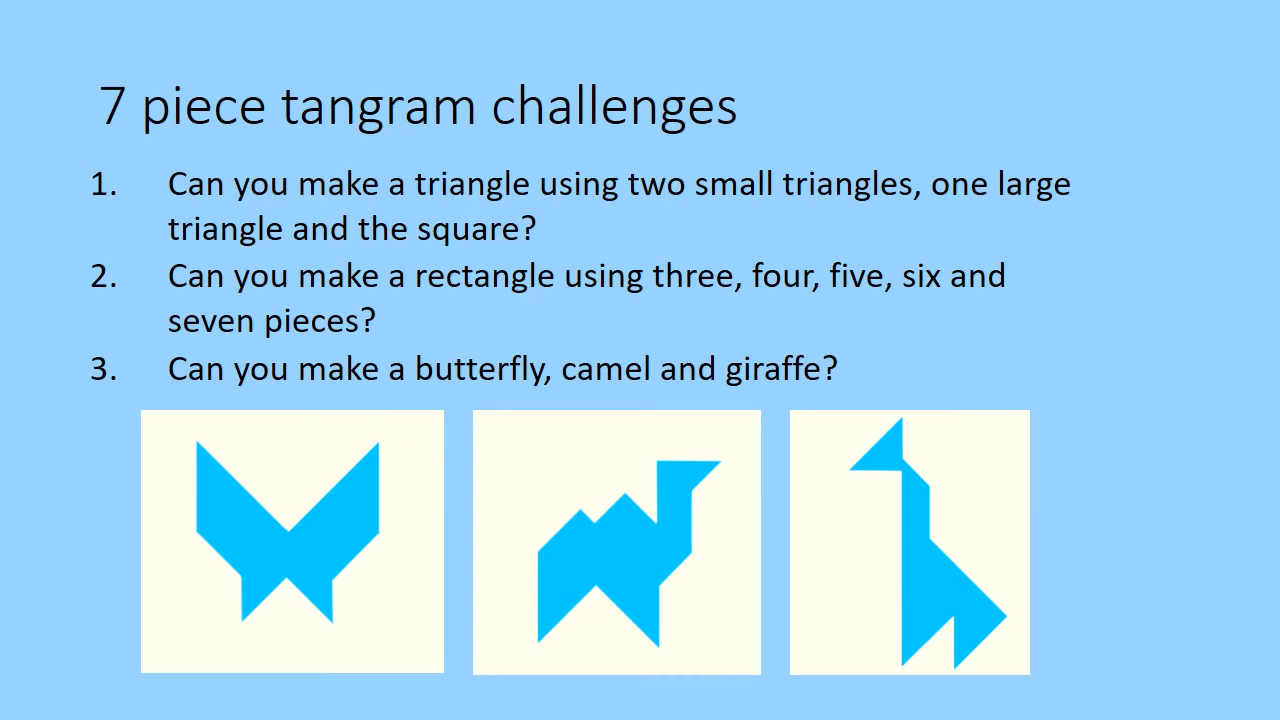 7 piece tangram challenges
1. Can you make a triangle using two small triangles, one large
triangle and the square?
2. Can you make a rectangle using three, four, five, six and
seven pieces?
3. Can you make a butterfly, camel and giraffe?